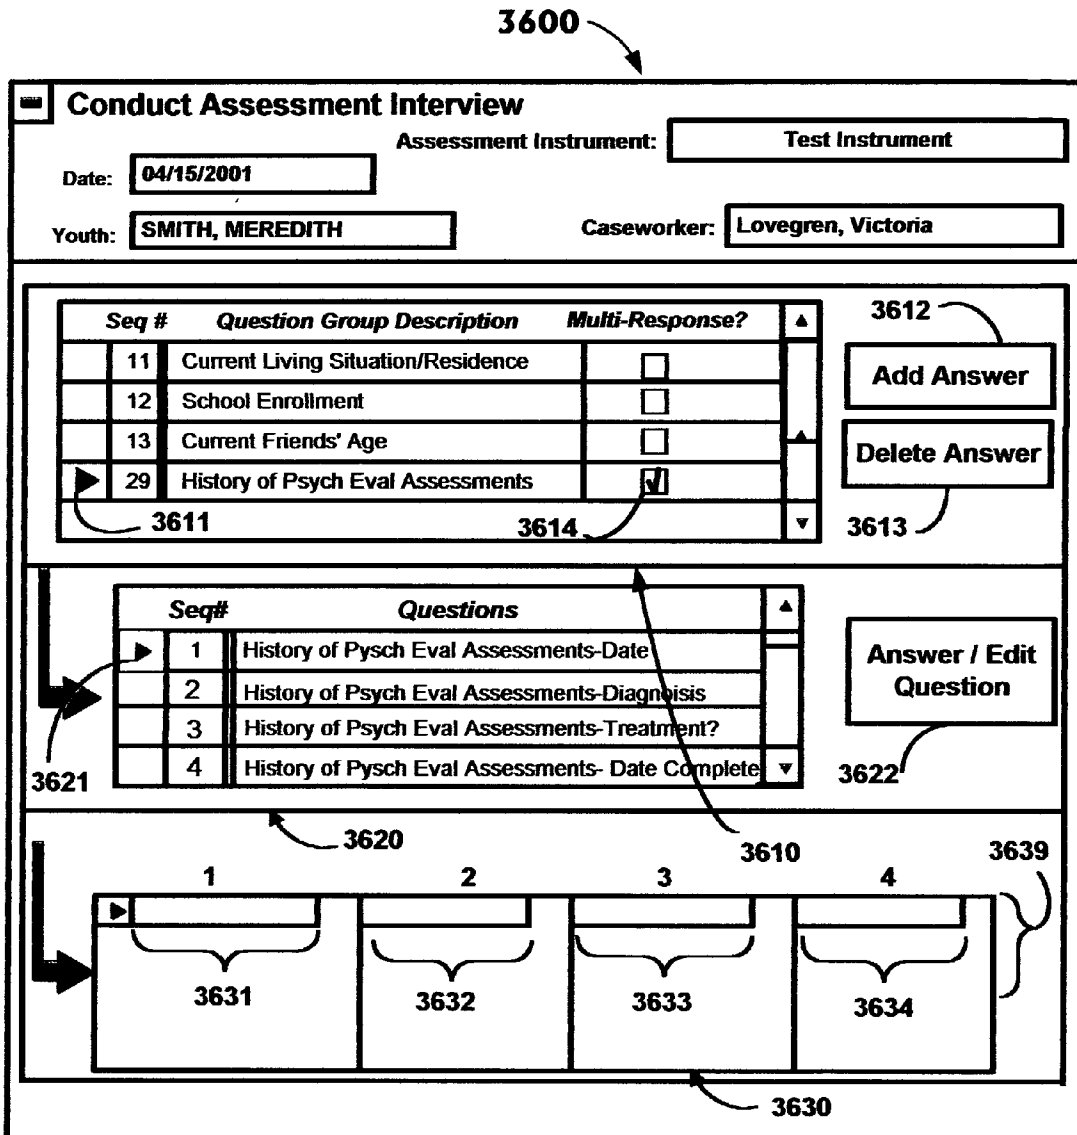 3600
Conduct Assessment Interview
Assessment Instrument: Test Instrument
Date: 04/15/2001
Youth: SMITH, MEREDITH Caseworker: Lovegren, Victoria
Seq # Question Group Description Multi-Response?
3612
11 Current Living Situation/Residence
Add Answer
12 School Enrollment
13 Current Friends' Age
Delete Answer
29 History of Psych Eval Assessments √
3611 3614 3613
Seq# Questions
1 History of Pysch Eval Assessments-Date
Answer / Edit
Question
2 History of Psych Eval Assessments-Diagnoisis
3 History of Psych Eval Assessments-Treatment?
4 History of Pysch Eval Assessments- Date Complete
3621 3622
3620 3610 3639
1 2 3 4
3631 3632 3633 3634
3630